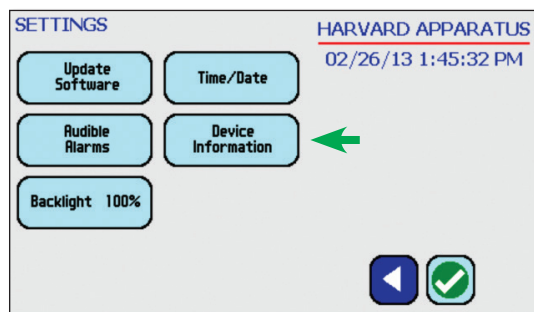 SETTINGS
HARVARD APPARATUS
02/26/13 1:45:32 PM
Update
Software
Time/Date
Audible
Alarms
Device
Information
Backlight 100%